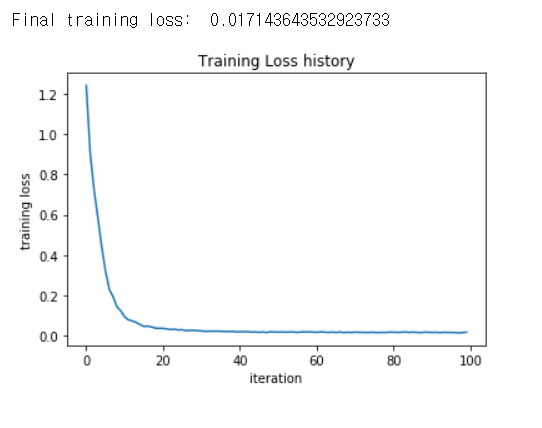 Final training loss:  0.017143643532923733
Training Loss history
1.2
1.0
0.8
0.6
0.4
0.2
0.0
training loss
0 20 40 60 80 100
iteration